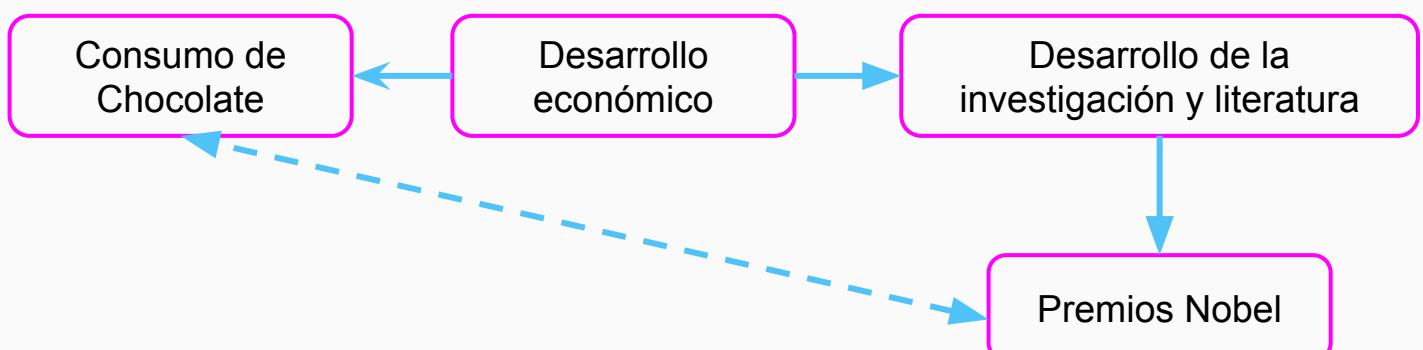 Consumo de
Chocolate
Desarrollo
económico
Desarrollo de la
investigación y literatura
Premios Nobel